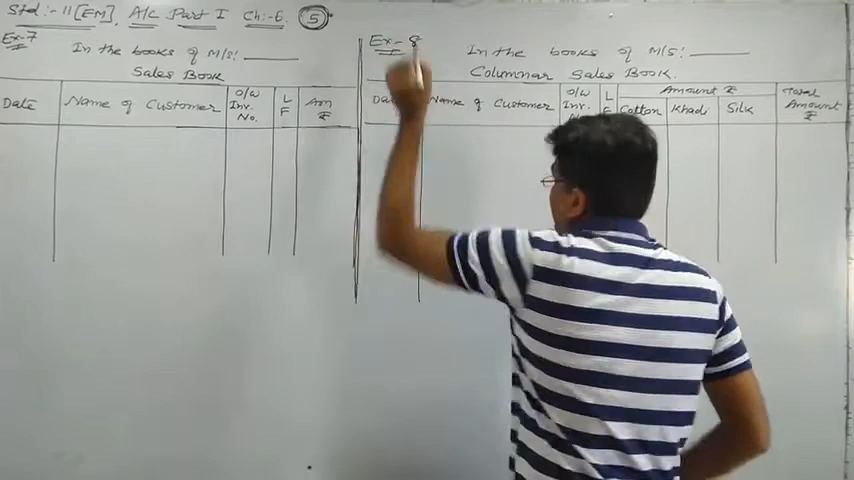 Std:-11[EM]. A/C Part I Ch:-6. 5
Ex-7
In the books of M/S: ______
Sales Book
Date Name of Customer O/W Inv. No. L F Am ₹
Ex-8
In the books of M/S: ______
Columnar Sales Book.
Name of Customer O/W Inv. L Amount ₹ Total Amount ₹
Cotton Khadi Silk